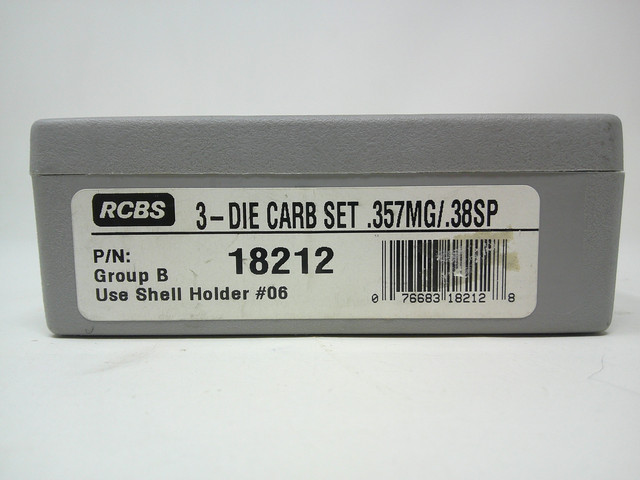 RCBS 3-DIE CARB SET .357MG/.38SP
P/N: 18212
Group B
Use Shell Holder #06
0 76683 18212 8